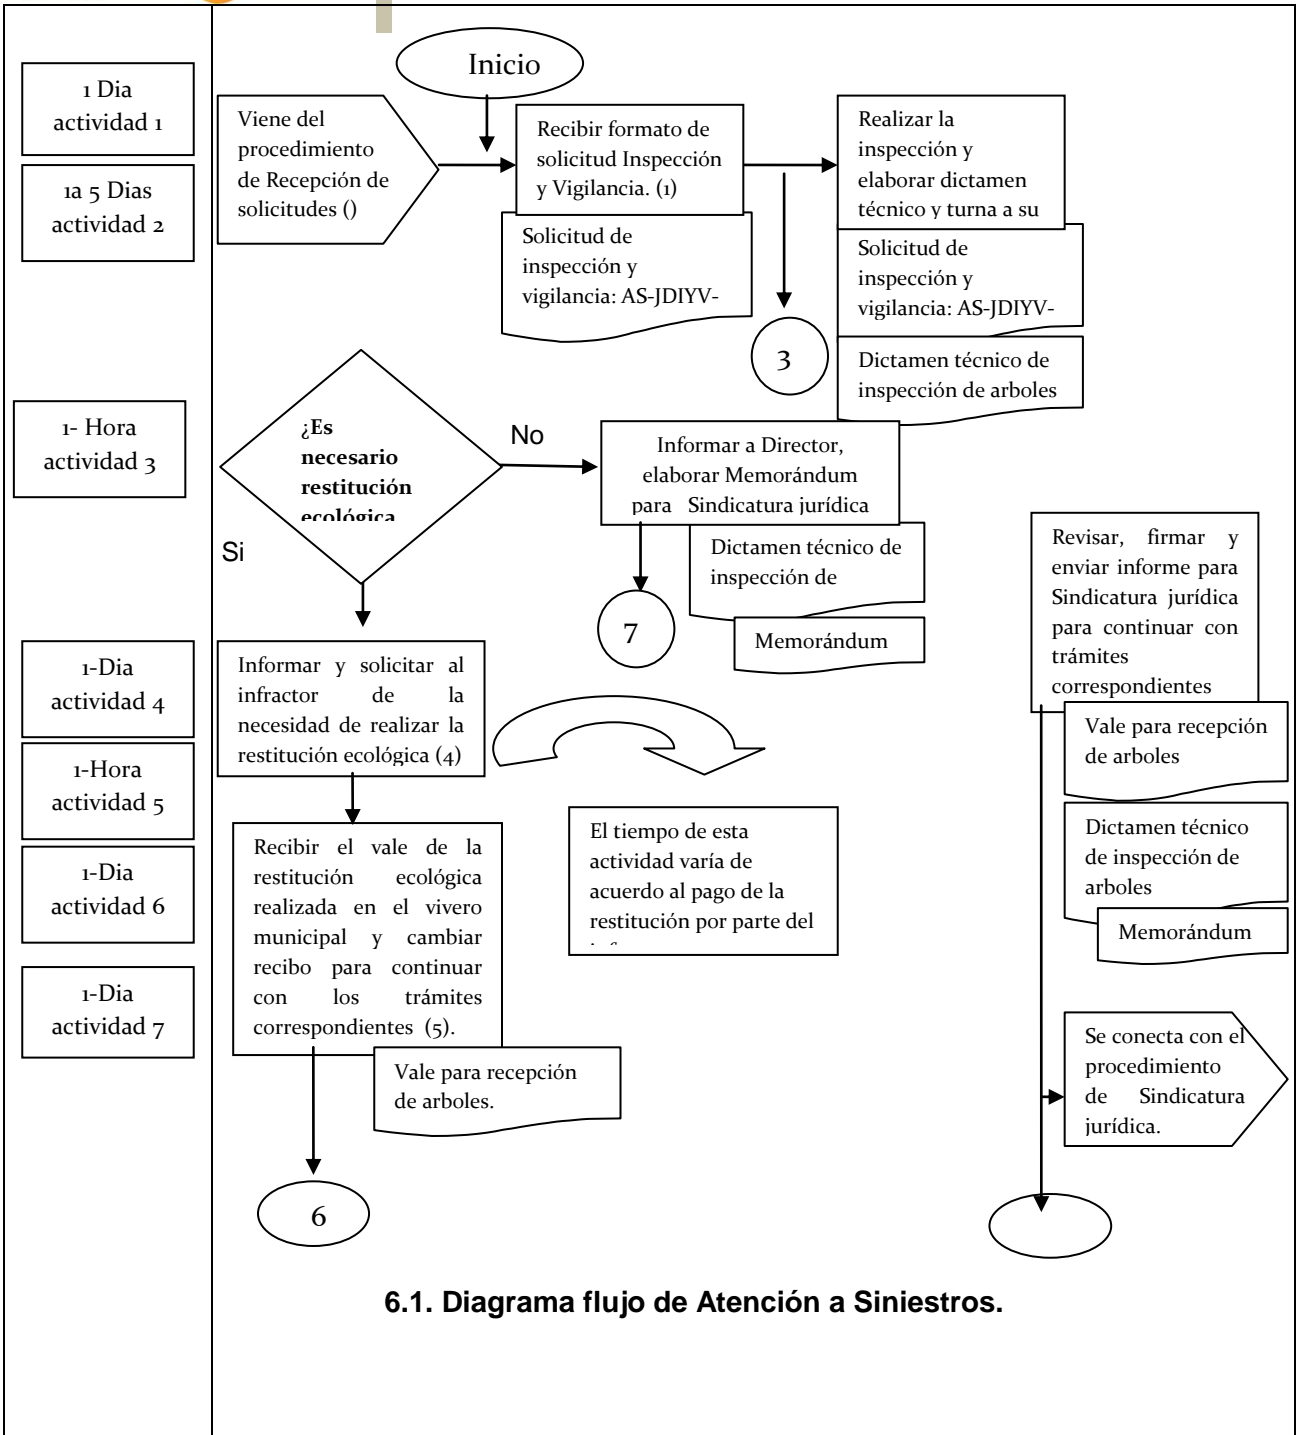 Inicio
1 Dia
actividad 1
1a 5 Dias
actividad 2
Viene del
procedimiento
de Recepción de
solicitudes ()
Recibir formato de
solicitud Inspección
y Vigilancia. (1)
Solicitud de
inspección y
vigilancia: AS-JDIYV-
Realizar la
inspección y
elaborar dictamen
técnico y turna a su
Solicitud de
inspección y
vigilancia: AS-JDIYV-
Dictamen técnico de
inspección de arboles
3
1- Hora
actividad 3
¿Es
necesario
restitución
ecológica
No
Si
Informar a Director,
elaborar Memorándum
para Sindicatura jurídica
Dictamen técnico de
inspección de
Memorándum
7
Revisar, firmar y
enviar informe para
Sindicatura jurídica
para continuar con
trámites
correspondientes
Vale para recepción
de arboles
Dictamen técnico
de inspección de
arboles
Memorándum
Se conecta con el
procedimiento
de Sindicatura
jurídica.
1-Dia
actividad 4
1-Hora
actividad 5
1-Dia
actividad 6
1-Dia
actividad 7
Informar y solicitar al
infractor de la
necesidad de realizar la
restitución ecológica (4)
Recibir el vale de la
restitución ecológica
realizada en el vivero
municipal y cambiar
recibo para continuar
con los trámites
correspondientes (5).
Vale para recepción
de arboles.
El tiempo de esta
actividad varía de
acuerdo al pago de la
restitución por parte del
6
6.1. Diagrama flujo de Atención a Siniestros.